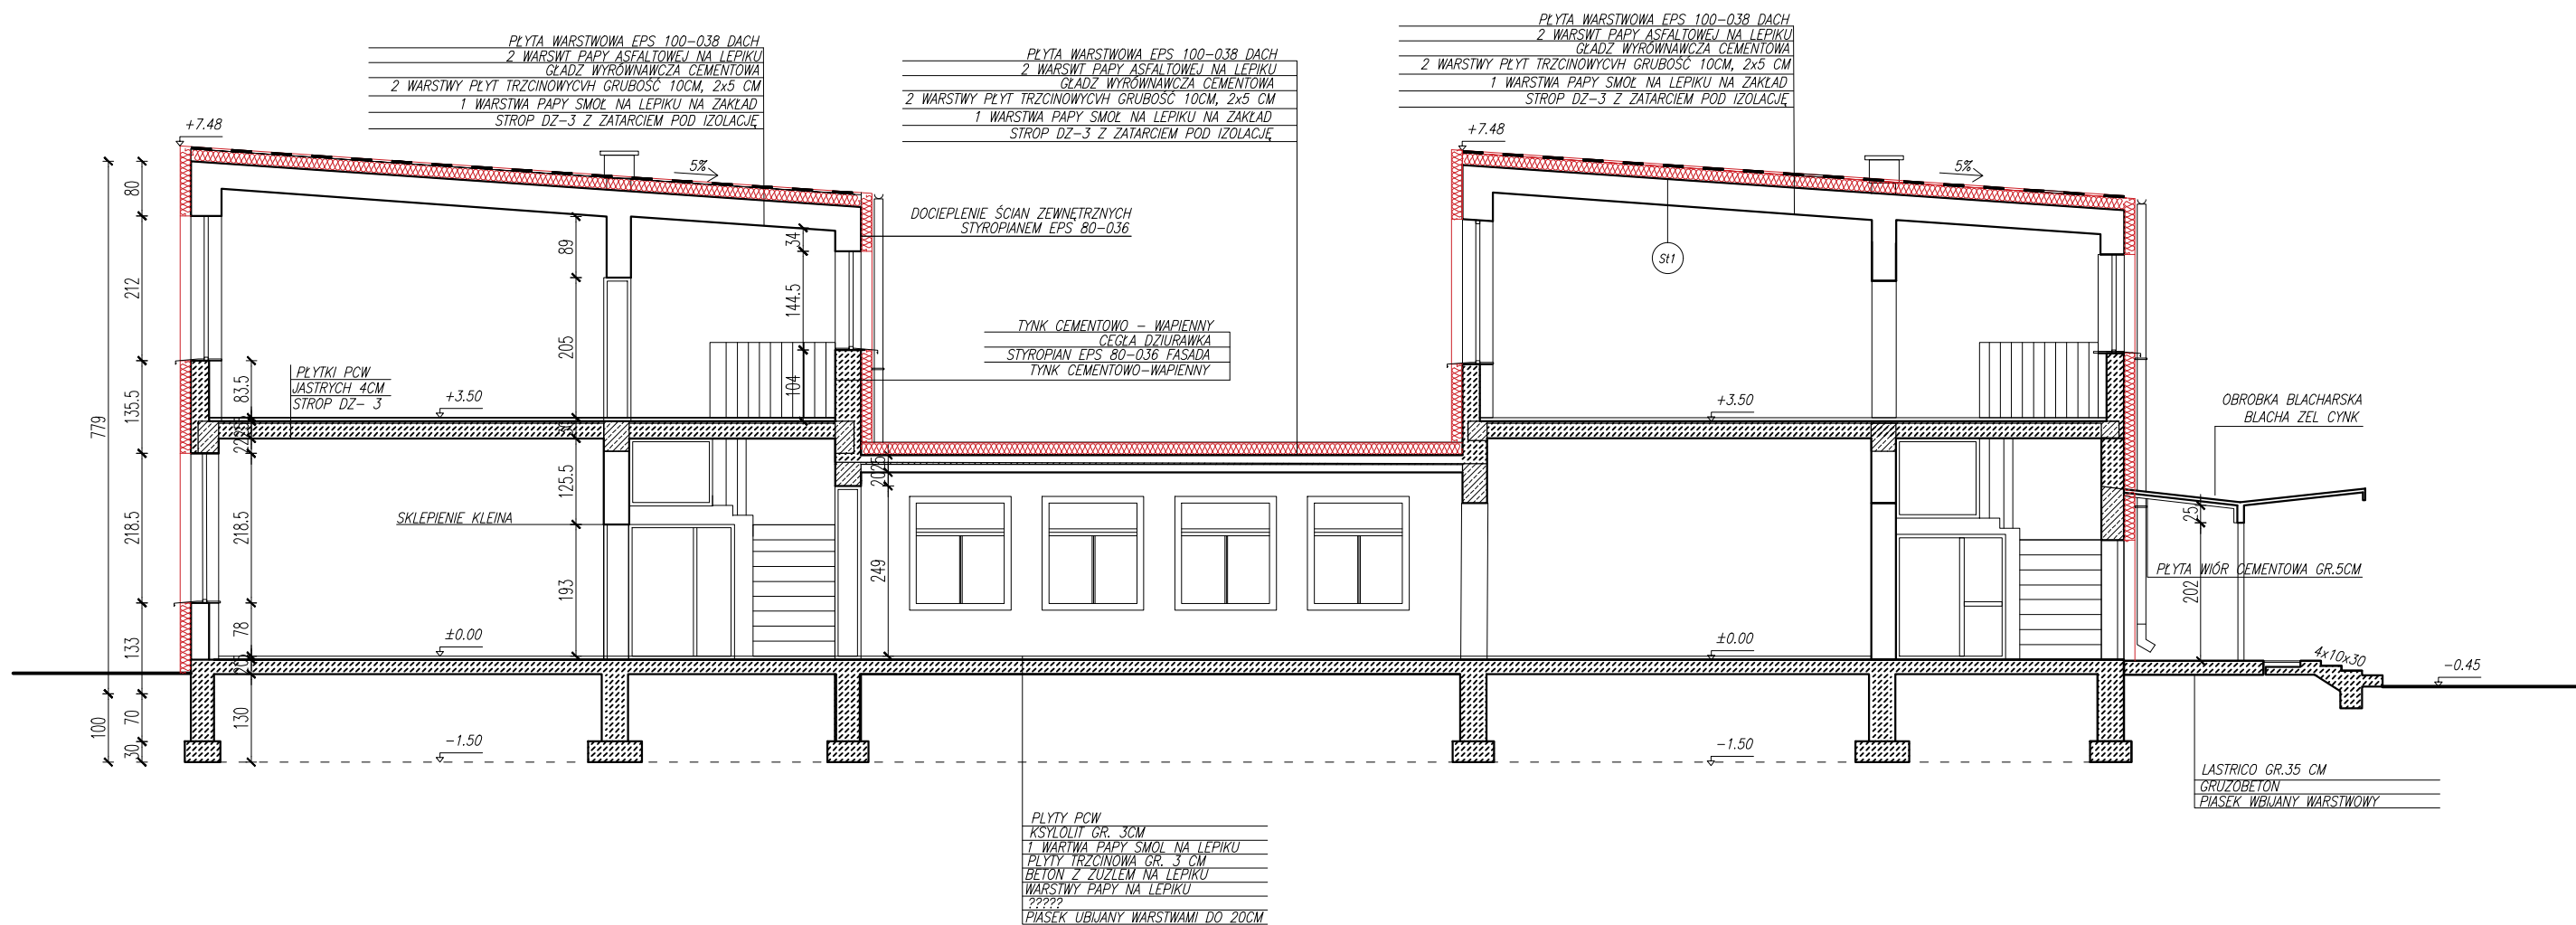 PŁYTA WARSTWOWA EPS 100-038 DACH
2 WARSWT PAPY ASFALTOWEJ NA LEPIKU
GŁADZ WYRÓWNAWCZA CEMENTOWA
2 WARSTWY PŁYT TRZCINOWYCVH GRUBOŚĆ 10CM, 2x5 CM
1 WARSTWA PAPY SMOŁ NA LEPIKU NA ZAKŁAD
STROP DZ-3 Z ZATARCIEM POD IZOLACJĘ
PŁYTA WARSTWOWA EPS 100-038 DACH
2 WARSWT PAPY ASFALTOWEJ NA LEPIKU
GŁADZ WYRÓWNAWCZA CEMENTOWA
2 WARSTWY PŁYT TRZCINOWYCVH GRUBOŚĆ 10CM, 2x5 CM
1 WARSTWA PAPY SMOŁ NA LEPIKU NA ZAKŁAD
STROP DZ-3 Z ZATARCIEM POD IZOLACJĘ
PŁYTA WARSTWOWA EPS 100-038 DACH
2 WARSWT PAPY ASFALTOWEJ NA LEPIKU
GŁADZ WYRÓWNAWCZA CEMENTOWA
2 WARSTWY PŁYT TRZCINOWYCVH GRUBOŚĆ 10CM, 2x5 CM
1 WARSTWA PAPY SMOŁ NA LEPIKU NA ZAKŁAD
STROP DZ-3 Z ZATARCIEM POD IZOLACJĘ
+7.48
+7.48
5%
5%
DOCIEPLENIE ŚCIAN ZEWNĘTRZNYCH
STYROPIANEM EPS 80-036
St1
TYNK CEMENTOWO - WAPIENNY
CEGŁA DZIURAWKA
STYROPIAN EPS 80-036 FASADA
TYNK CEMENTOWO-WAPIENNY
PŁYTKI PCW
JASTRYCH 4CM
STROP DZ- 3
+3.50
+3.50
OBROBKA BLACHARSKA
BLACHA ZEL CYNK
SKLEPIENIE KLEINA
PŁYTA WIÓR CEMENTOWA GR.5CM
±0.00
±0.00
4x10x30
-0.45
-1.50
-1.50
779
100
80
212
135.5
218.5
133
70
30
83.5
218.5
78
130
89
205
30
125.5
193
34
144.5
104
25
20
249
25
202
LASTRICO GR.35 CM
GRUZOBETON
PIASEK WBIJANY WARSTWOWY
PLYTY PCW
KSYLOLIT GR. 3CM
1 WARTWA PAPY SMOL NA LEPIKU
PLYTY TRZCINOWA GR. 3 CM
BETON Z ZUZLEM NA LEPIKU
WARSTWY PAPY NA LEPIKU
?????
PIASEK UBIJANY WARSTWAMI DO 20CM